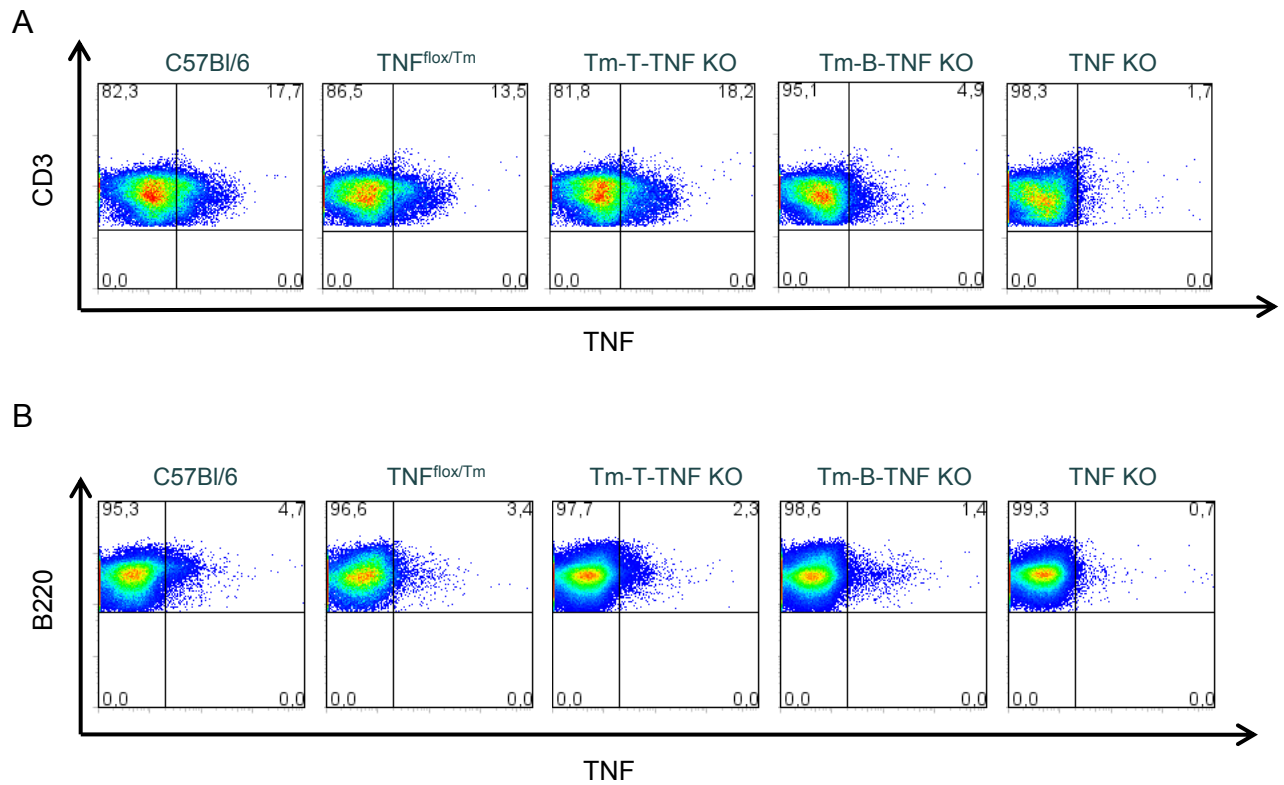 A
C57Bl/6 TNFflox/Tm Tm-T-TNF KO Tm-B-TNF KO TNF KO
82,3 17,7 86,5 13,5 81,8 18,2 95,1 4,9 98,3 1,7
CD3
0,0 0,0 0,0 0,0 0,0 0,0 0,0 0,0 0,0 0,0
TNF
B
C57Bl/6 TNFflox/Tm Tm-T-TNF KO Tm-B-TNF KO TNF KO
95,3 4,7 96,6 3,4 97,7 2,3 98,6 1,4 99,3 0,7
B220
0,0 0,0 0,0 0,0 0,0 0,0 0,0 0,0 0,0 0,0
TNF